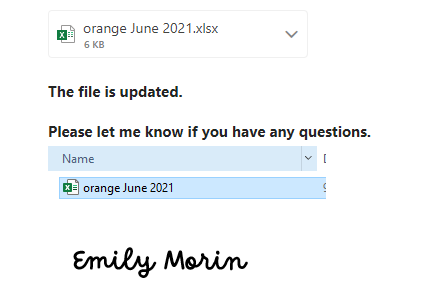 orange June 2021.xlsx
6 KB
The file is updated.
Please let me know if you have any questions.
Name
orange June 2021
Emily Morin